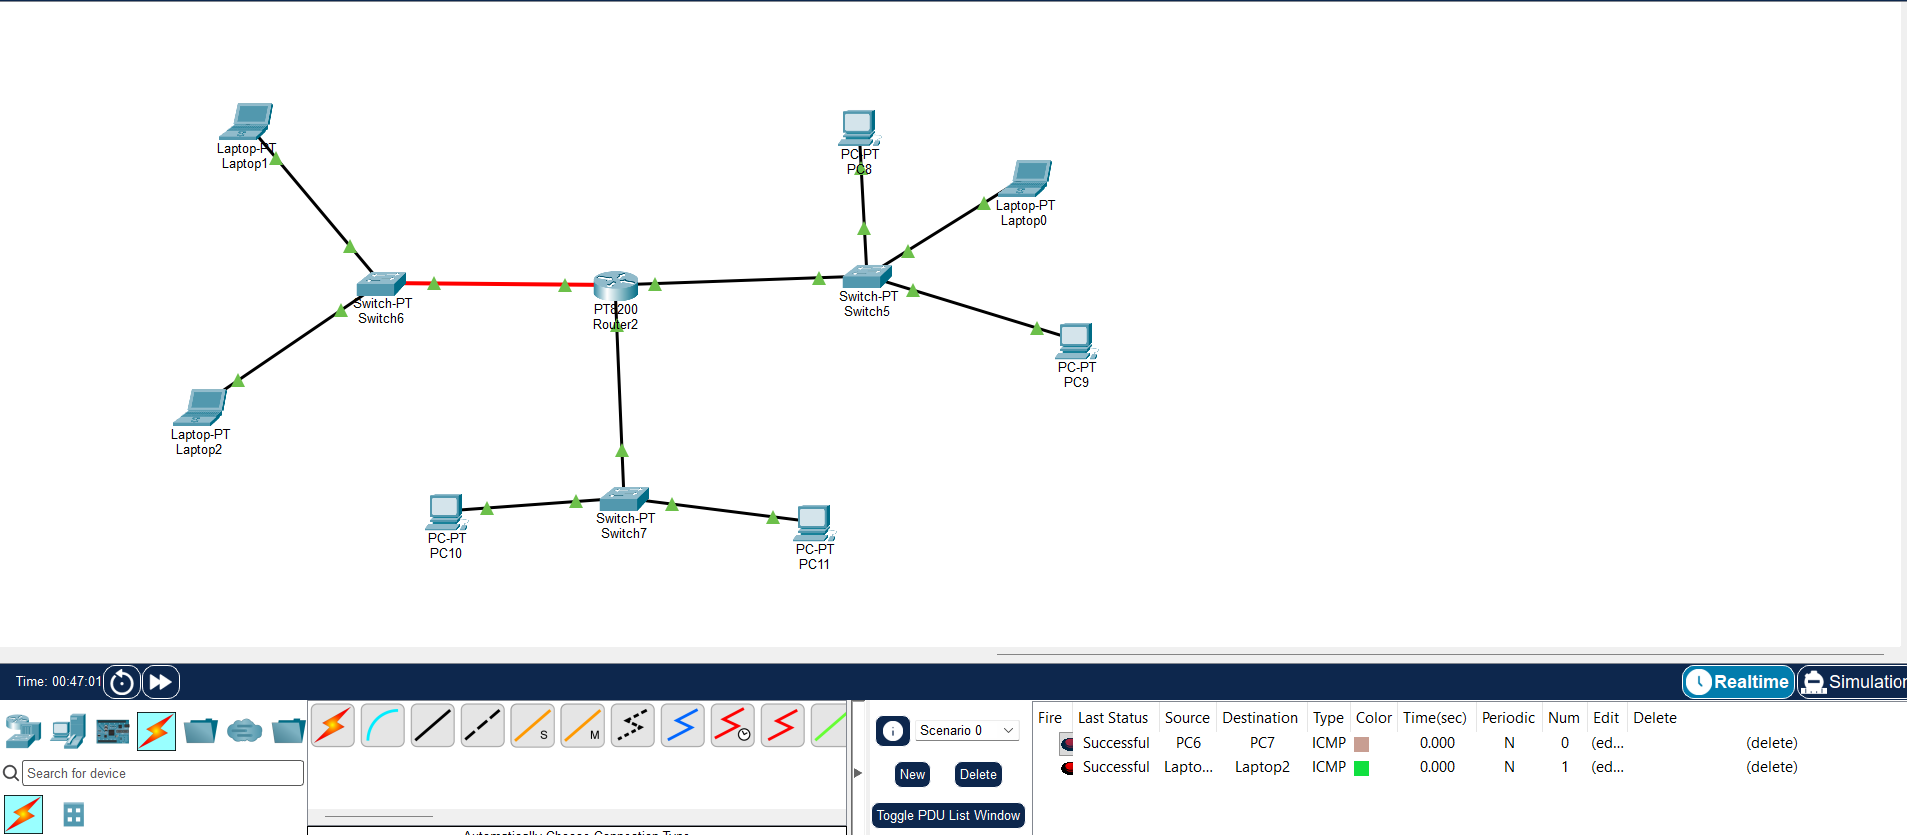 Laptop-PT
Laptop1
PC-PT
PC8
Laptop-PT
Laptop0
Switch-PT
Switch6
PT8200
Router2
Switch-PT
Switch5
PC-PT
PC9
Laptop-PT
Laptop2
Switch-PT
Switch7
PC-PT
PC10
PC-PT
PC11
Time: 00:47:01
Realtime
Simulation
S
M
Search for device
Automatically Choose Connection Type
Scenario 0
New
Delete
Toggle PDU List Window
Fire Last Status Source Destination Type Color Time(sec) Periodic Num Edit Delete
Successful PC6 PC7 ICMP 0.000 N 0 (ed... (delete)
Successful Lapto... Laptop2 ICMP 0.000 N 1 (ed... (delete)